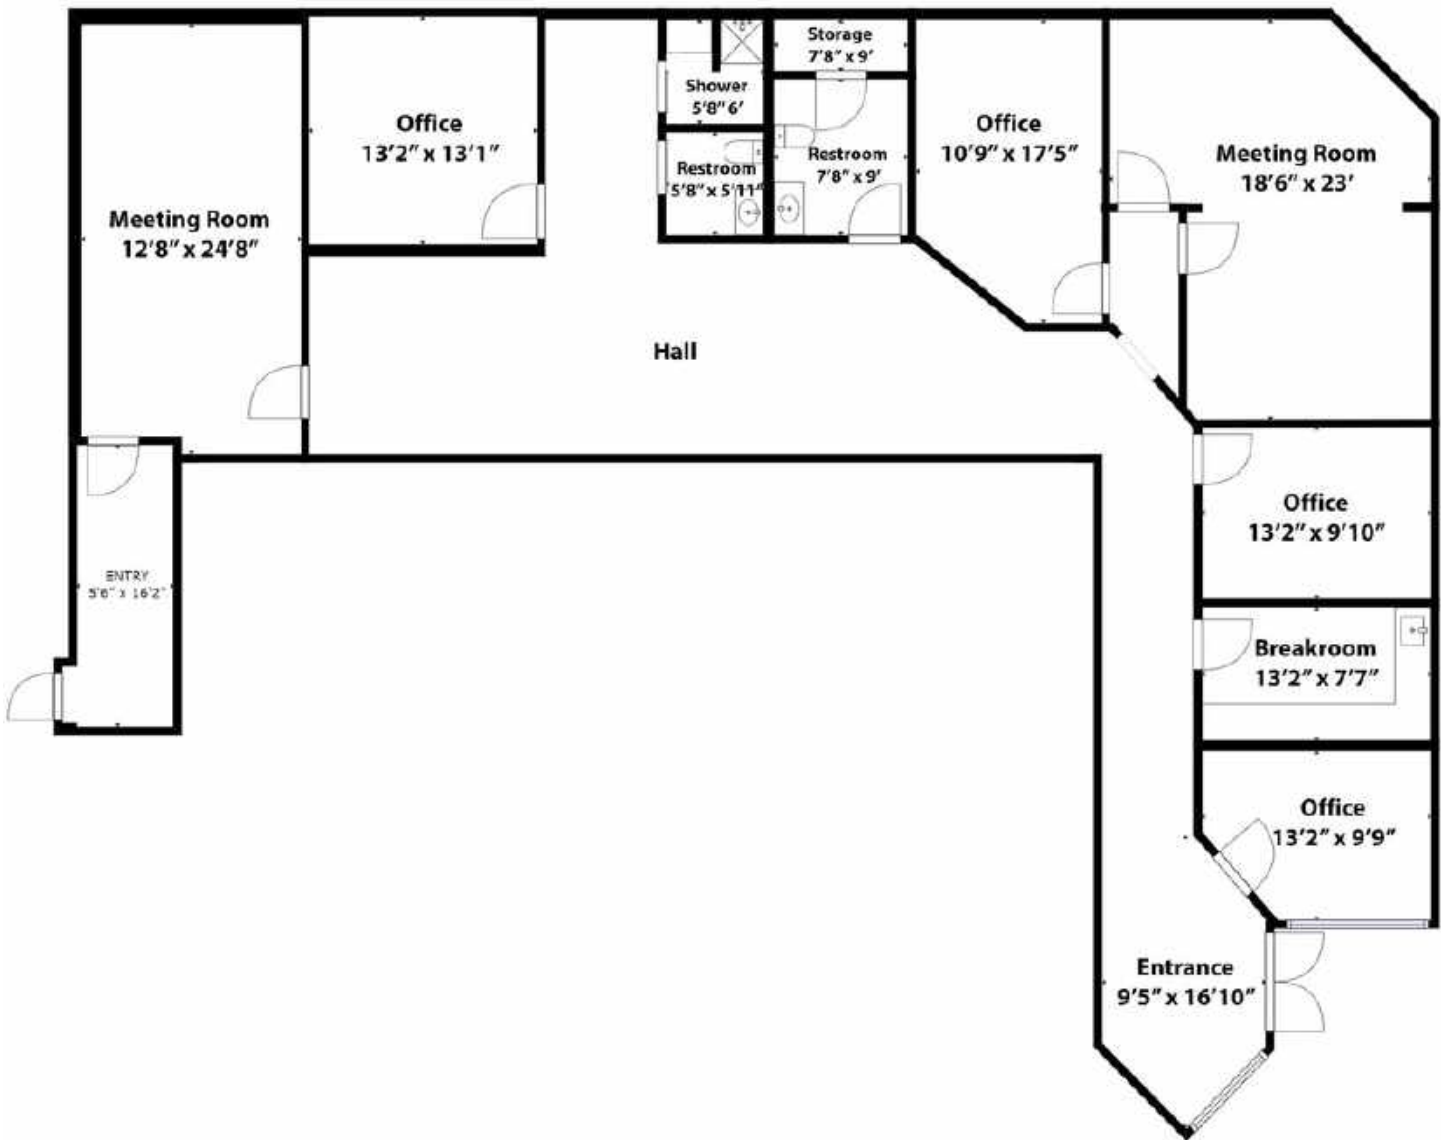 Storage
7'8" x 9'
Shower
5'8" 6'
Office
13'2" x 13'1"
Office
10'9" x 17'5"
Restroom
7'8" x 9'
Meeting Room
18'6" x 23'
Restroom
5'8" x 5'11"
Meeting Room
12'8" x 24'8"
Hall
Office
13'2" x 9'10"
ENTRY
5'6" x 16'2"
Breakroom
13'2" x 7'7"
Office
13'2" x 9'9"
Entrance
9'5" x 16'10"